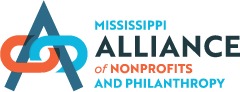 MISSISSIPPI
ALLIANCE
of NONPROFITS
AND PHILANTHROPY